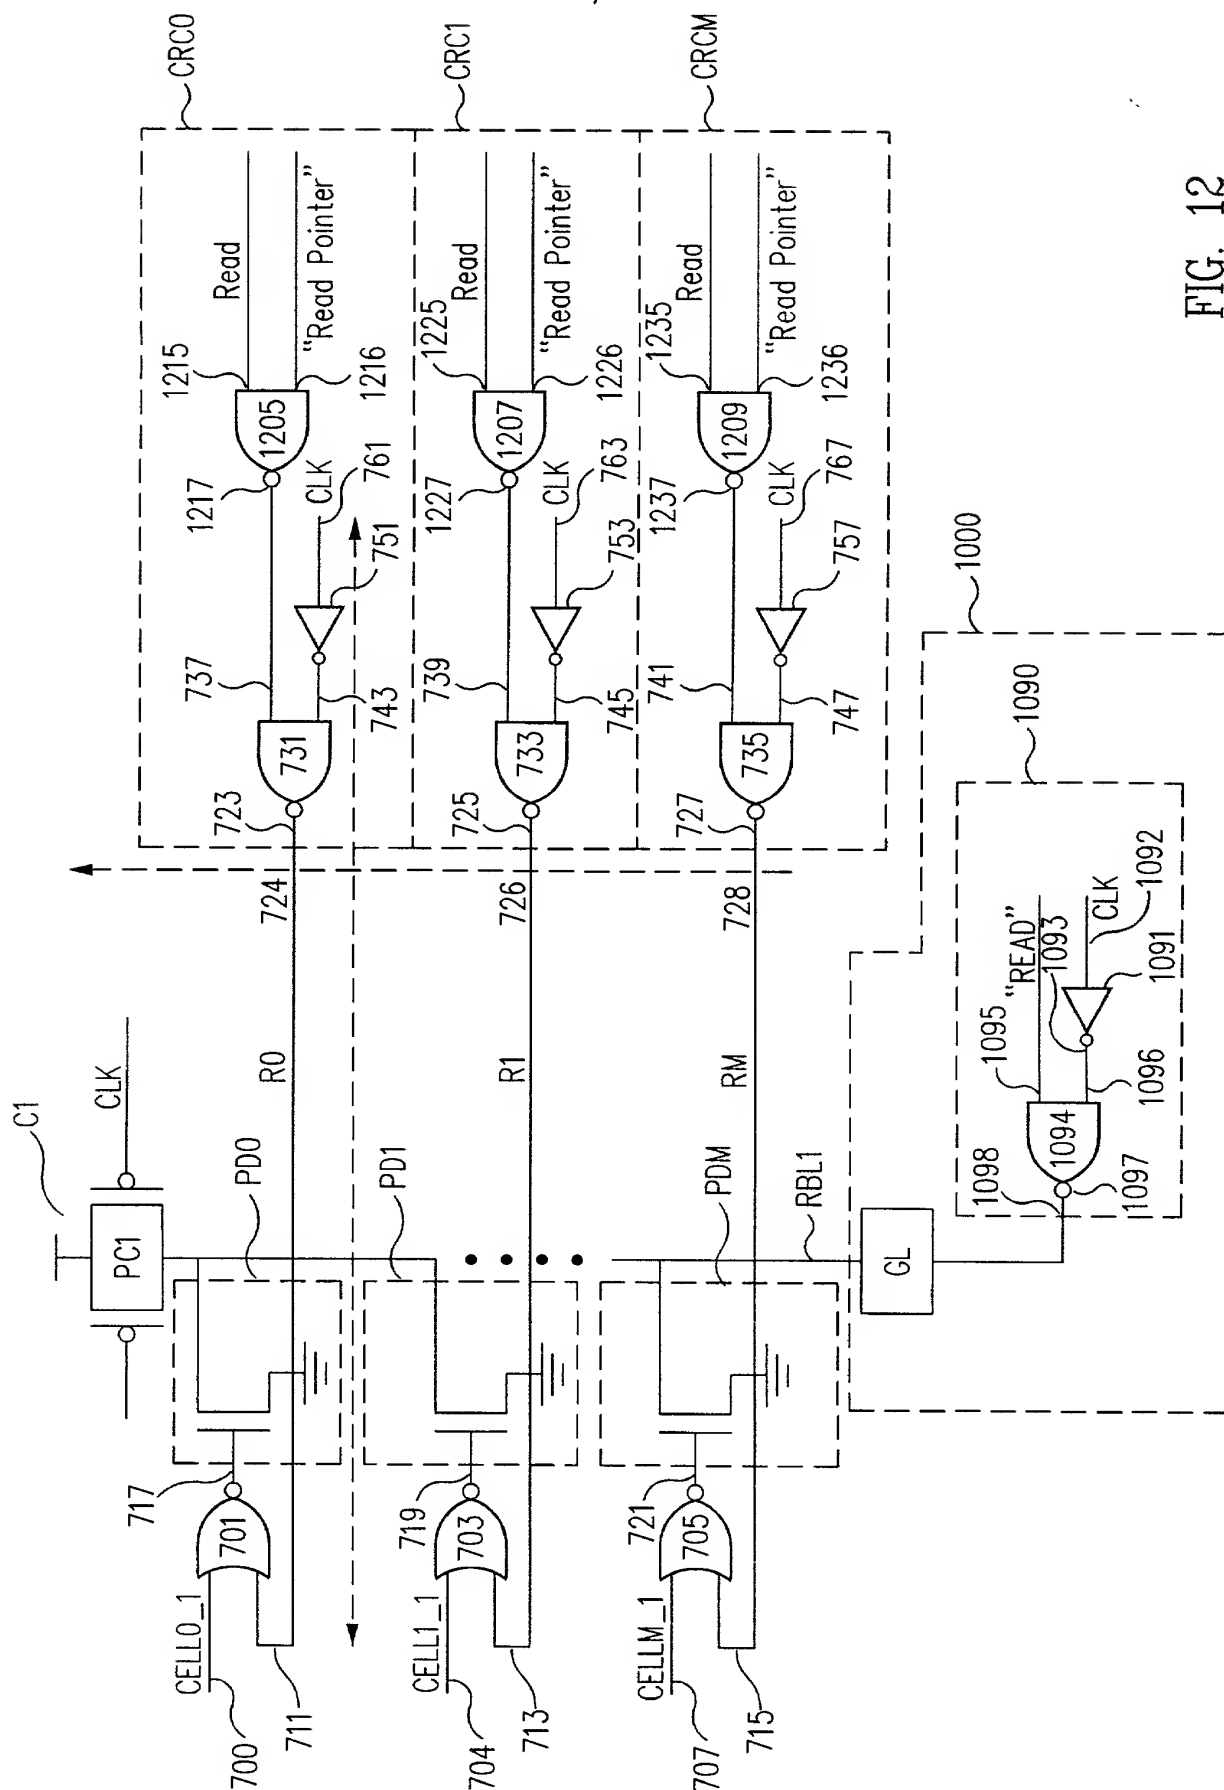 C1
CLK
PC1
PD0
717
701
CELL0_1
700
711
R0
724
723
731
737
743
751
761
CLK
1217
1205
1215
1216
Read
"Read Pointer"
CRC0
PD1
719
703
CELL1_1
704
713
R1
726
725
733
739
745
753
763
CLK
1227
1207
1225
1226
Read
"Read Pointer"
CRC1
PDM
721
705
CELLM_1
707
715
RM
728
727
735
741
747
757
767
CLK
1237
1209
1235
1236
Read
"Read Pointer"
CRCM
RBL1
GL
1000
1090
1098
1097
1094
1095
1096
1093
"READ"
1091
1092
CLK
FIG. 12